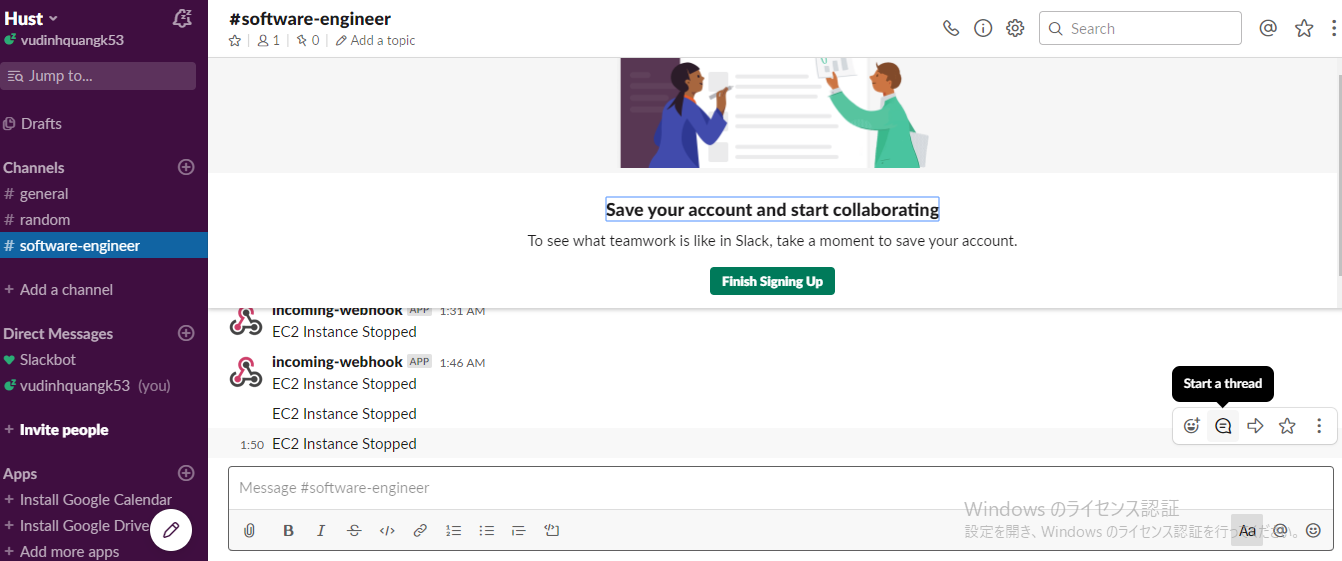 Hust
vudinhquangk53
Jump to...
Drafts
Channels
# general
# random
# software-engineer
+ Add a channel
Direct Messages
Slackbot
vudinhquangk53 (you)
+ Invite people
Apps
+ Install Google Calendar
+ Install Google Drive
+ Add more apps
#software-engineer
1
0
Add a topic
Search
Save your account and start collaborating
To see what teamwork is like in Slack, take a moment to save your account.
Finish Signing Up
incoming-webhook APP 1:31 AM
EC2 Instance Stopped
incoming-webhook APP 1:46 AM
EC2 Instance Stopped
EC2 Instance Stopped
Start a thread
1:50 EC2 Instance Stopped
Message #software-engineer
Windows のライセンス認証
設定を開き、Windows のライセンス認証を行ってください。
Aa